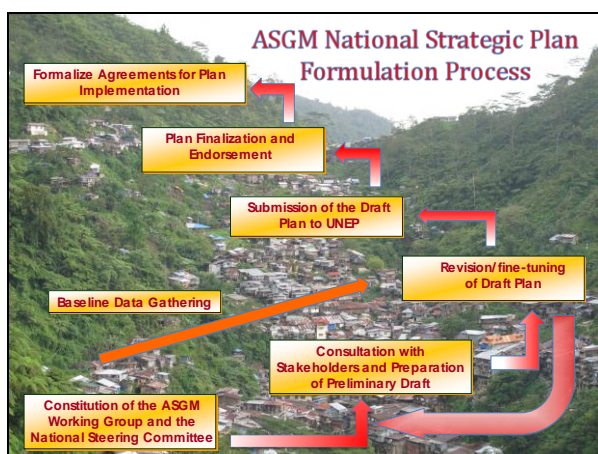 ASGM National Strategic Plan
Formulation Process
Formalize Agreements for Plan
Implementation
Plan Finalization and
Endorsement
Submission of the Draft
Plan to UNEP
Revision/fine-tuning
of Draft Plan
Baseline Data Gathering
Consultation with
Stakeholders and Preparation
of Preliminary Draft
Constitution of the ASGM
Working Group and the
National Steering Committee